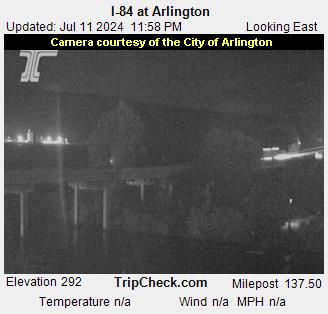 I-84 at Arlington
Updated: Jul 11 2024 11:58 PM Looking East
Camera courtesy of the City of Arlington
Elevation 292 TripCheck.com Milepost 137.50
Temperature n/a Wind n/a MPH n/a